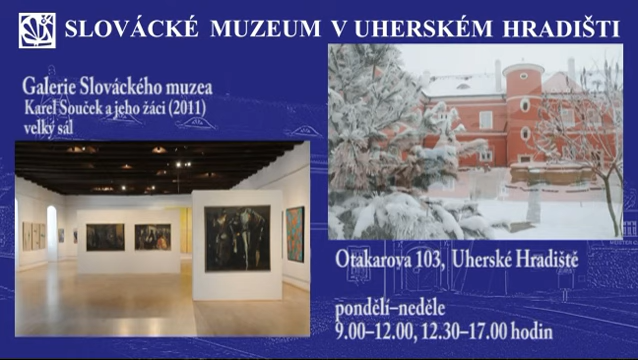 SLOVÁCKÉ MUZEUM V UHERSKÉM HRADIŠTI
Galerie Slováckého muzea
Karel Souček a jeho žáci (2011)
velký sál
Otakarova 103, Uherské Hradiště
pondělí–neděle
9.00–12.00, 12.30–17.00 hodin